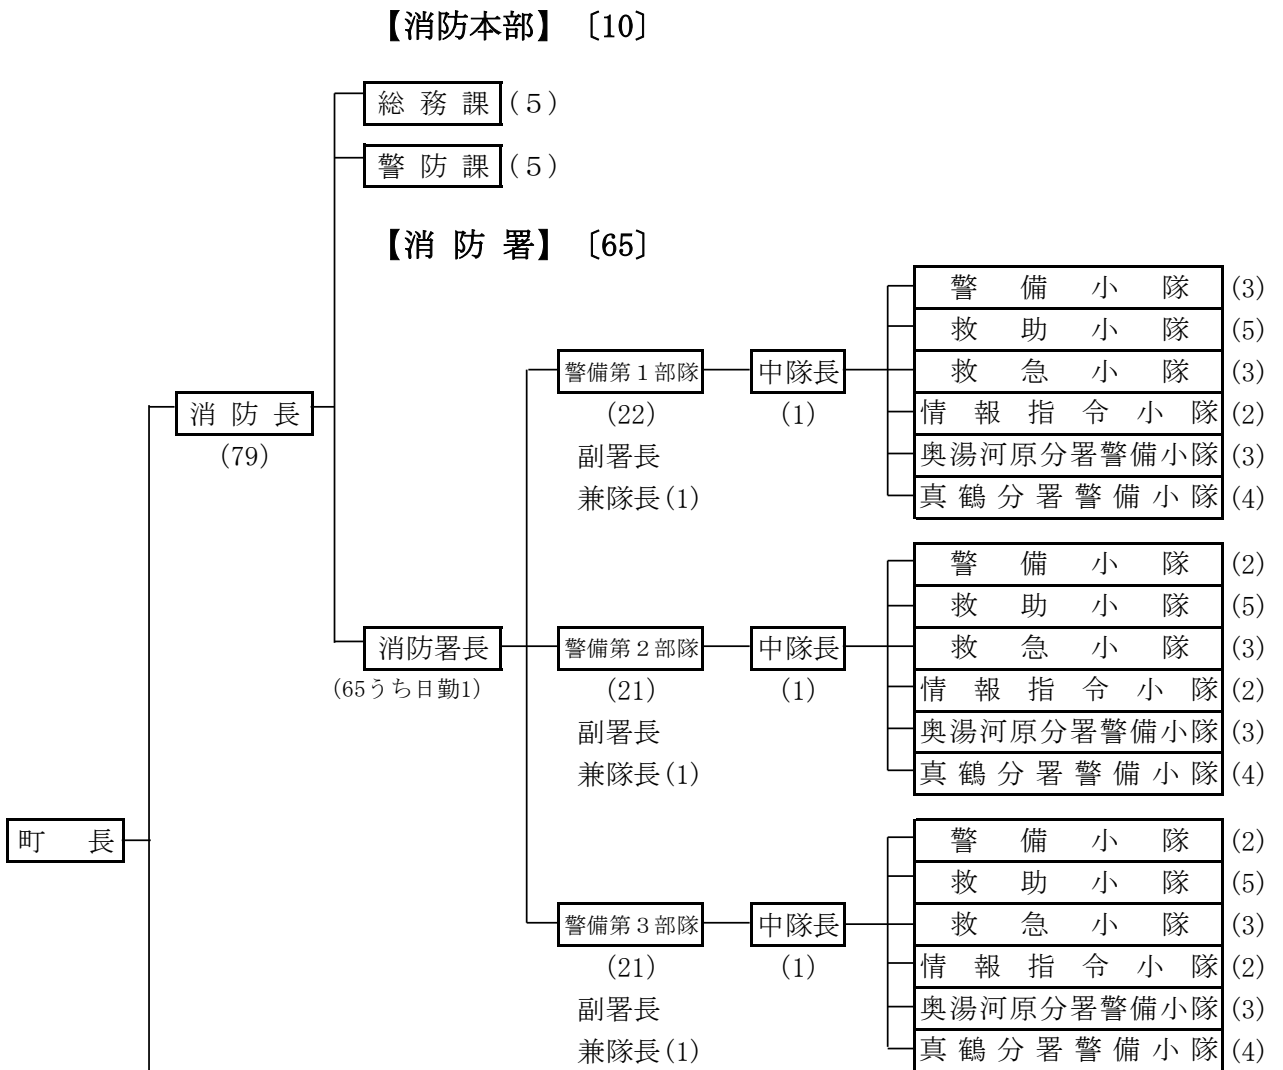 【消防本部】〔10〕
総務課(5)
警防課(5)
【消防署】〔65〕
警備小隊(3)
救助小隊(5)
警備第1部隊 中隊長 救急小隊(3)
消防長 (22) (1) 情報指令小隊(2)
(79) 副署長 奥湯河原分署警備小隊(3)
兼隊長(1) 真鶴分署警備小隊(4)
警備小隊(2)
救助小隊(5)
消防署長 警備第2部隊 中隊長 救急小隊(3)
(65うち日勤1) (21) (1) 情報指令小隊(2)
副署長 奥湯河原分署警備小隊(3)
兼隊長(1) 真鶴分署警備小隊(4)
町長 警備小隊(2)
救助小隊(5)
警備第3部隊 中隊長 救急小隊(3)
(21) (1) 情報指令小隊(2)
副署長 奥湯河原分署警備小隊(3)
兼隊長(1) 真鶴分署警備小隊(4)